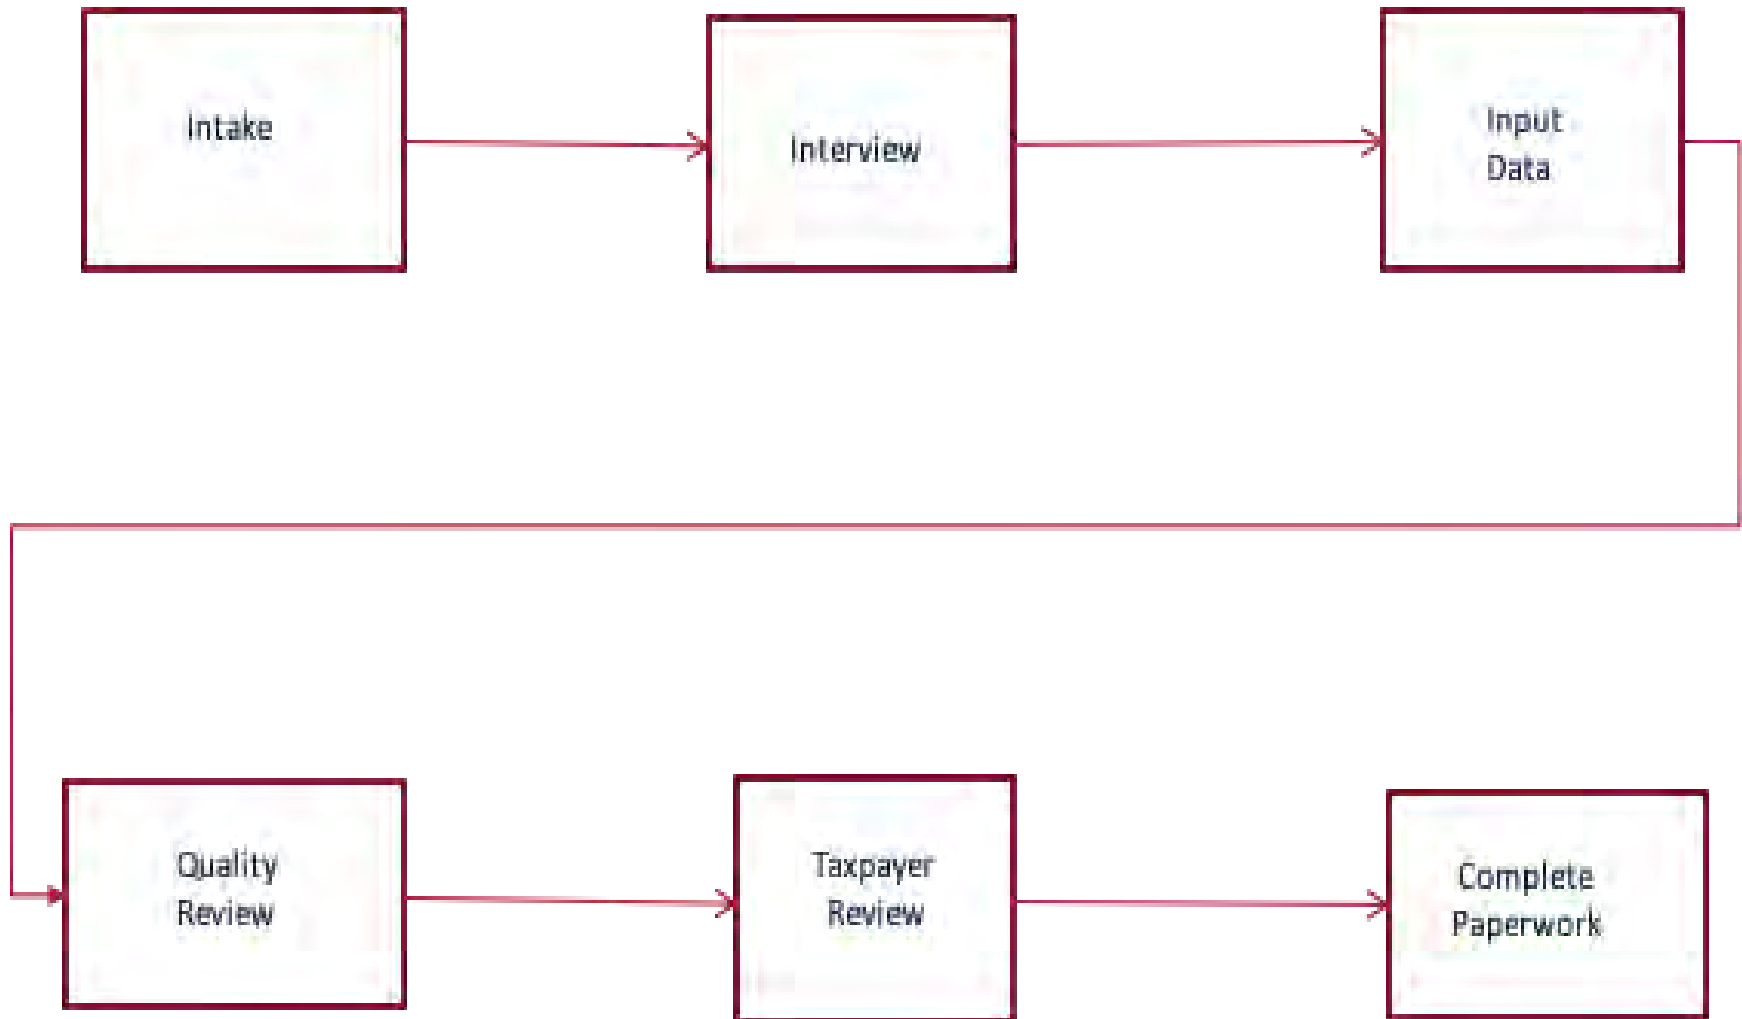 Intake
Interview
Input
Data
Quality
Review
Taxpayer
Review
Complete
Paperwork